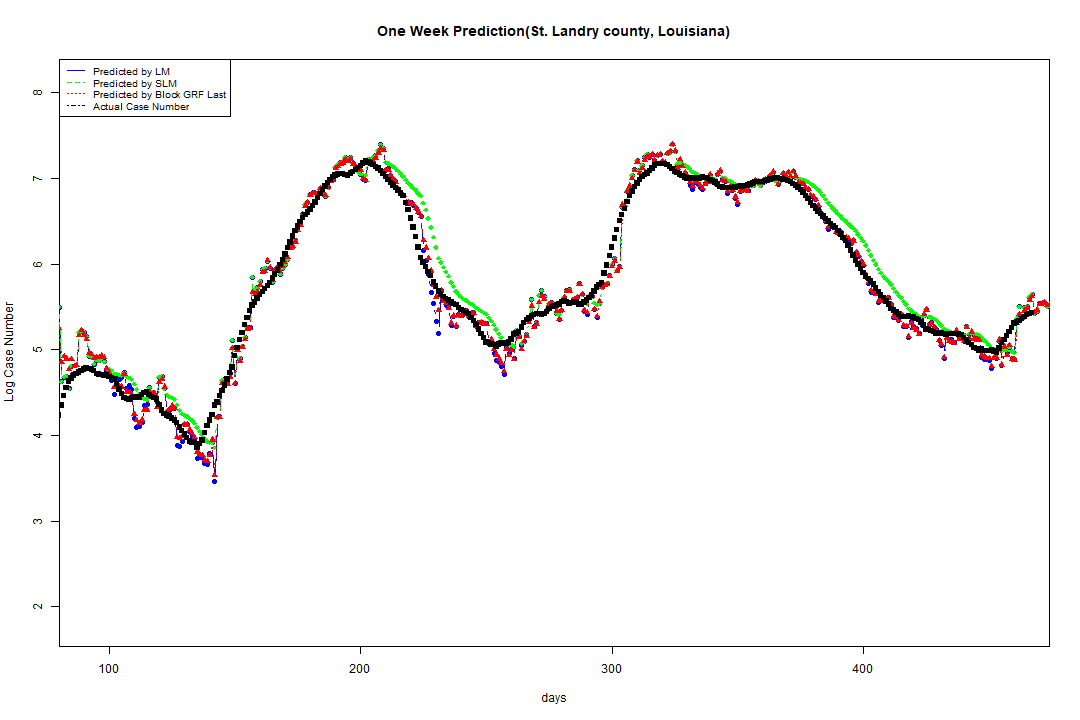 One Week Prediction(St. Landry county, Louisiana)
Predicted by LM
Predicted by SLM
Predicted by Block GRF Last
Actual Case Number
8
7
6
5
4
3
2
Log Case Number
100 200 300 400
days